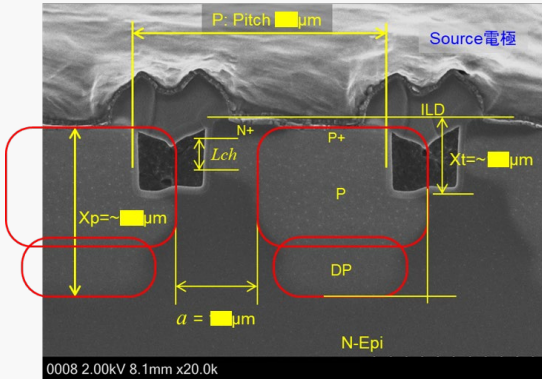 P: Pitch μm
Source電極
ILD
N+
P+
Lch
Xt=~ μm
P
Xp=~ μm
DP
a = μm
N-Epi
0008 2.00kV 8.1mm x20.0k